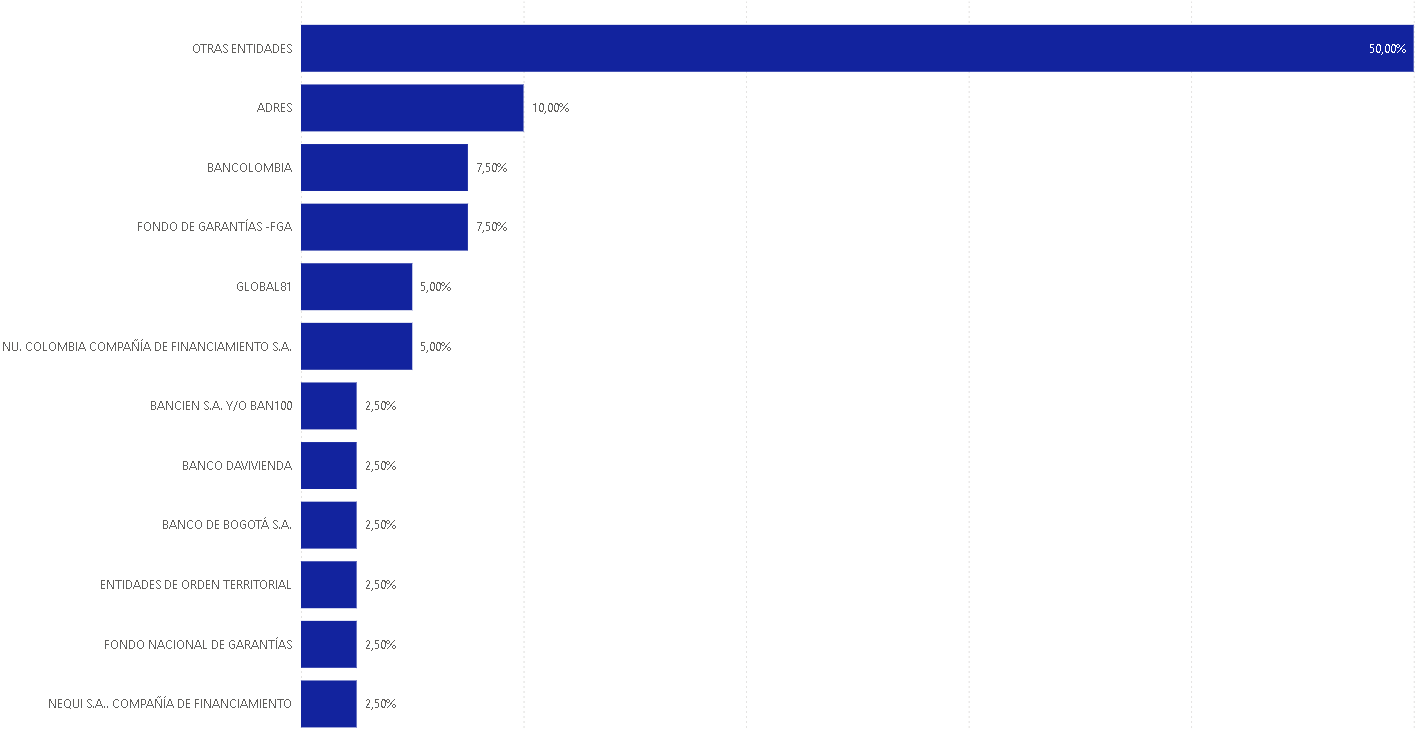 OTRAS ENTIDADES 50,00%
ADRES 10,00%
BANCOLOMBIA 7,50%
FONDO DE GARANTÍAS -FGA 7,50%
GLOBAL81 5,00%
NU. COLOMBIA COMPAÑÍA DE FINANCIAMIENTO S.A. 5,00%
BANCIEN S.A. Y/O BAN100 2,50%
BANCO DAVIVIENDA 2,50%
BANCO DE BOGOTÁ S.A. 2,50%
ENTIDADES DE ORDEN TERRITORIAL 2,50%
FONDO NACIONAL DE GARANTÍAS 2,50%
NEQUI S.A.. COMPAÑÍA DE FINANCIAMIENTO 2,50%